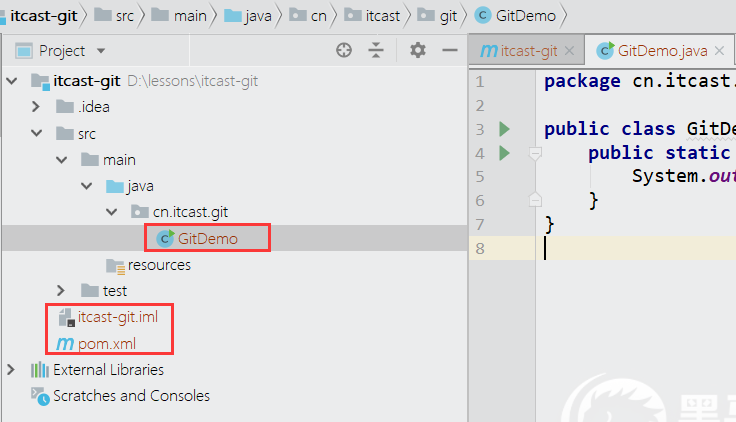 itcast-git src main java cn itcast git GitDemo
Project
itcast-git D:\lessons\itcast-git
.idea
src
main
java
cn.itcast.git
GitDemo
resources
test
itcast-git.iml
pom.xml
External Libraries
Scratches and Consoles
itcast-git GitDemo.java
1 package cn.itcast.
2
3 public class GitDe
4 public static
5 System.out
6 }
7 }
8
黑